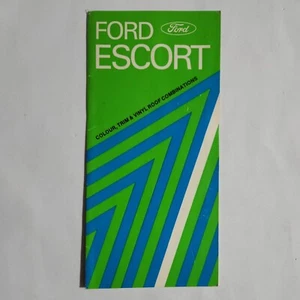 FORD
Ford
ESCORT
COLOUR, TRIM & VINYL ROOF COMBINATIONS